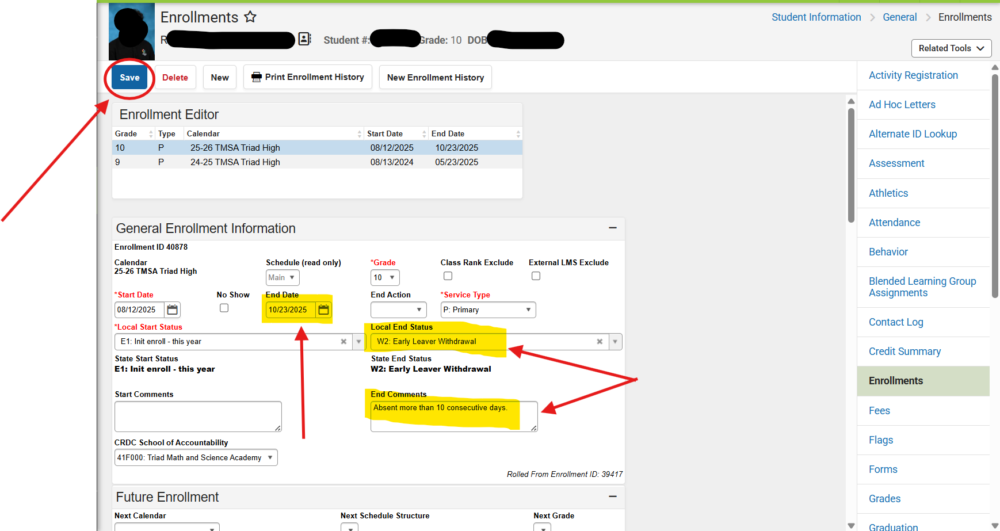 Enrollments
Student Information > General > Enrollments
R
Student #: Grade: 10 DOB
Related Tools
Save
Delete
New
Print Enrollment History
New Enrollment History
Enrollment Editor
Grade Type Calendar Start Date End Date
10 P 25-26 TMSA Triad High 08/12/2025 10/23/2025
9 P 24-25 TMSA Triad High 08/13/2024 05/23/2025
General Enrollment Information
Enrollment ID 40878
Calendar
25-26 TMSA Triad High
Schedule (read only)
Main
*Grade
10
Class Rank Exclude
External LMS Exclude
*Start Date
08/12/2025
No Show
End Date
10/23/2025
End Action
*Service Type
P: Primary
*Local Start Status
E1: Init enroll - this year
Local End Status
W2: Early Leaver Withdrawal
State Start Status
E1: Init enroll - this year
State End Status
W2: Early Leaver Withdrawal
Start Comments
End Comments
Absent more than 10 consecutive days.
CRDC School of Accountability
41F000: Triad Math and Science Academy
Rolled From Enrollment ID: 39417
Future Enrollment
Next Calendar
Next Schedule Structure
Next Grade
Activity Registration
Ad Hoc Letters
Alternate ID Lookup
Assessment
Athletics
Attendance
Behavior
Blended Learning Group
Assignments
Contact Log
Credit Summary
Enrollments
Fees
Flags
Forms
Grades
Graduation